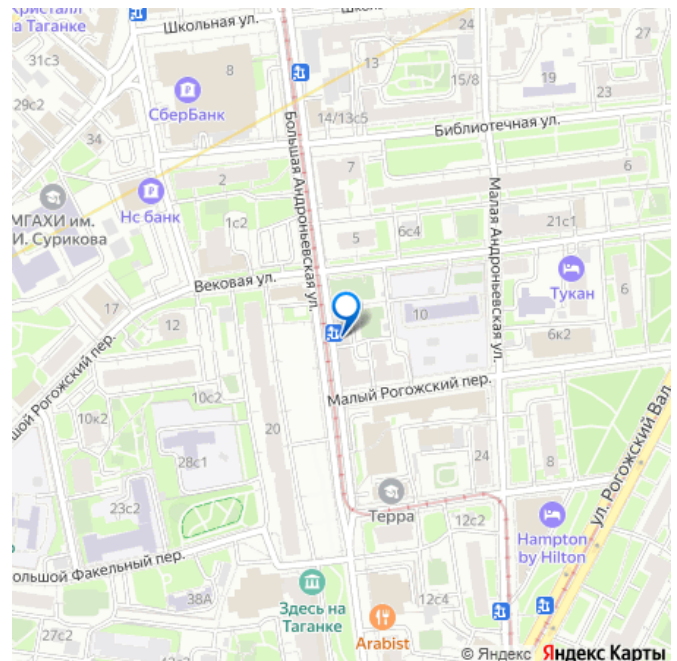 Кристалл
на Таганке
Школьная ул.
24
31с3
13
27
8
15/8
19
29с2
СберБанк
23
14/13с5
Библиотечная ул.
34
Большая Андроньевская ул.
7
6
2
Малая Андроньевская ул.
МГАХИ им.
И. Сурикова
Нс банк
1с2
5
6с4
21с1
Вековая ул.
Тукан
17
10
6
12
6к2
Малый Рогожский пер.
шой Рогожский пер.
10с2
10к2
20
ул. Рогожский Вал
28с1
24
8
23с2
Терра
12с2
Hampton
by Hilton
Большой Факельный пер.
38А
Здесь на
Таганке
12с4
27с2
Arabist
© Яндекс Яндекс Карты